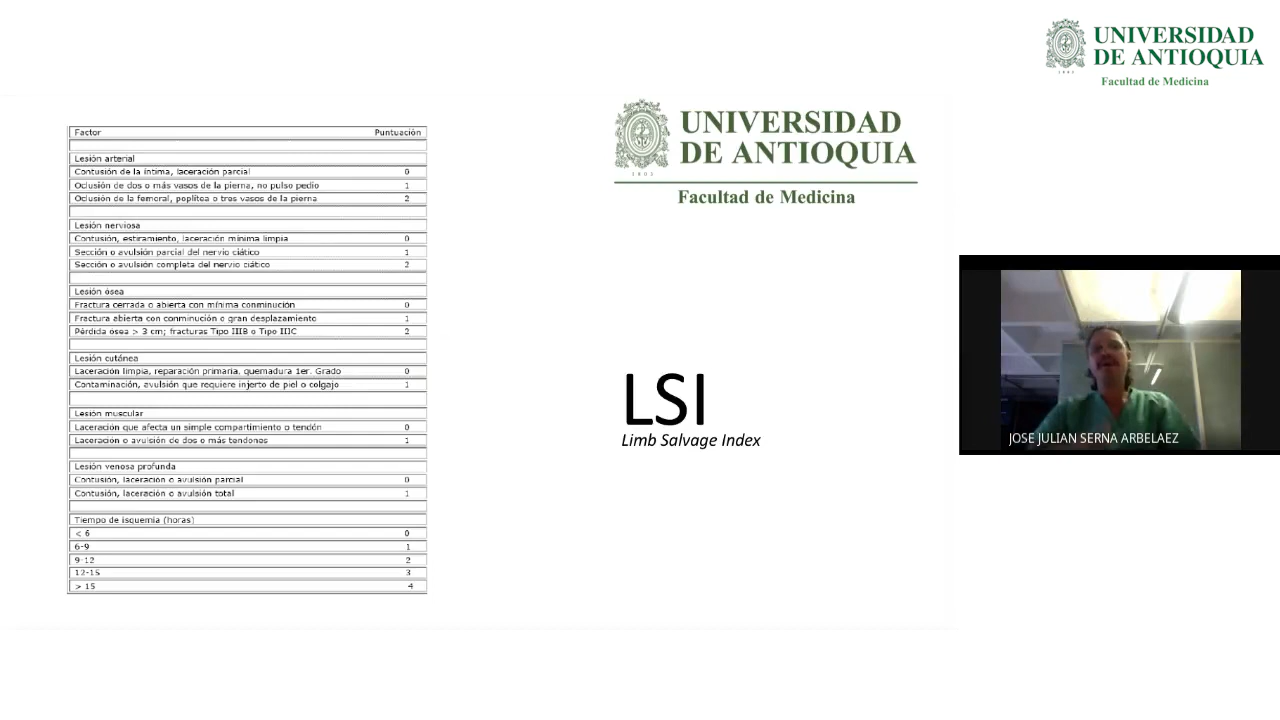 UNIVERSIDAD
DE ANTIOQUIA
1803
Facultad de Medicina
Factor Puntuación
Lesión arterial
Contusión de la íntima, laceración parcial 0
Oclusión de dos o más vasos de la pierna, no pulso pedio 1
Oclusión de la femoral, poplítea o tres vasos de la pierna 2
Lesión nerviosa
Contusión, estiramiento, laceración mínima limpia 0
Sección o avulsión parcial del nervio ciático 1
Sección o avulsión completa del nervio ciático 2
Lesión ósea
Fractura cerrada o abierta con mínima conminución 0
Fractura abierta con conminución o gran desplazamiento 1
Pérdida ósea > 3 cm; fracturas Tipo IIIB o Tipo IIIC 2
Lesión cutánea
Laceración limpia, reparación primaria, quemadura 1er. Grado 0
Contaminación, avulsión que requiere injerto de piel o colgajo 1
Lesión muscular
Laceración que afecta un simple compartimiento o tendón 0
Laceración o avulsión de dos o más tendones 1
Lesión venosa profunda
Contusión, laceración o avulsión parcial 0
Contusión, laceración o avulsión total 1
Tiempo de isquemia (horas)
< 6 0
6-9 1
9-12 2
12-15 3
> 15 4
UNIVERSIDAD
DE ANTIOQUIA
1803
Facultad de Medicina
LSI
Limb Salvage Index
JOSE JULIAN SERNA ARBELAEZ